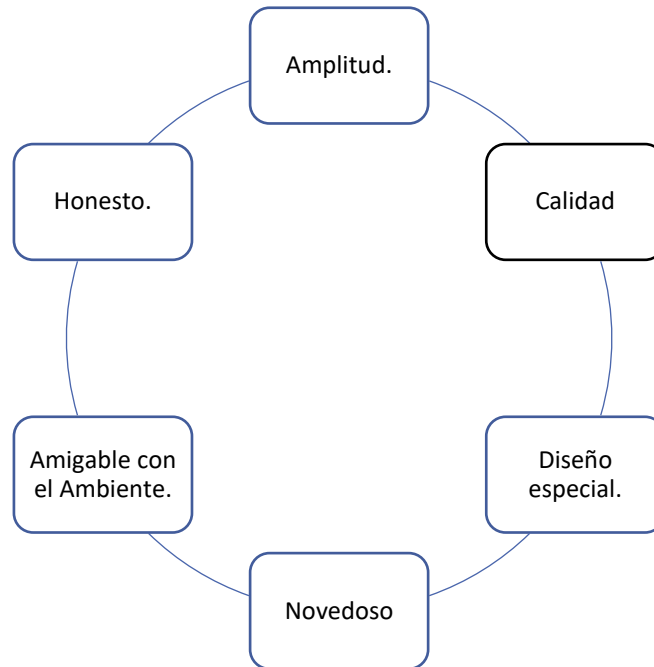 Amplitud.
Calidad
Diseño
especial.
Novedoso
Amigable con
el Ambiente.
Honesto.